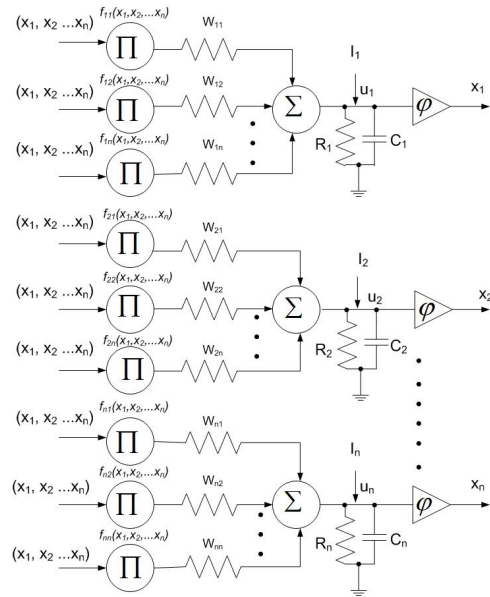 f₁₁(x₁,x₂,...xₙ)
(x₁, x₂ ...xₙ) ∏ W₁₁
f₁₂(x₁,x₂,...xₙ)
(x₁, x₂ ...xₙ) ∏ W₁₂ Σ I₁ u₁ φ x₁
R₁ C₁
f₁ₙ(x₁,x₂,...xₙ)
(x₁, x₂ ...xₙ) ∏ W₁ₙ
f₂₁(x₁,x₂,...xₙ)
(x₁, x₂ ...xₙ) ∏ W₂₁
f₂₂(x₁,x₂,...xₙ)
(x₁, x₂ ...xₙ) ∏ W₂₂ Σ I₂ u₂ φ x₂
R₂ C₂
f₂ₙ(x₁,x₂,...xₙ)
(x₁, x₂ ...xₙ) ∏ W₂ₙ
fₙ₁(x₁,x₂,...xₙ)
(x₁, x₂ ...xₙ) ∏ Wₙ₁
fₙ₂(x₁,x₂,...xₙ)
(x₁, x₂ ...xₙ) ∏ Wₙ₂ Σ Iₙ uₙ φ xₙ
Rₙ Cₙ
fₙₙ(x₁,x₂,...xₙ)
(x₁, x₂ ...xₙ) ∏ Wₙₙ